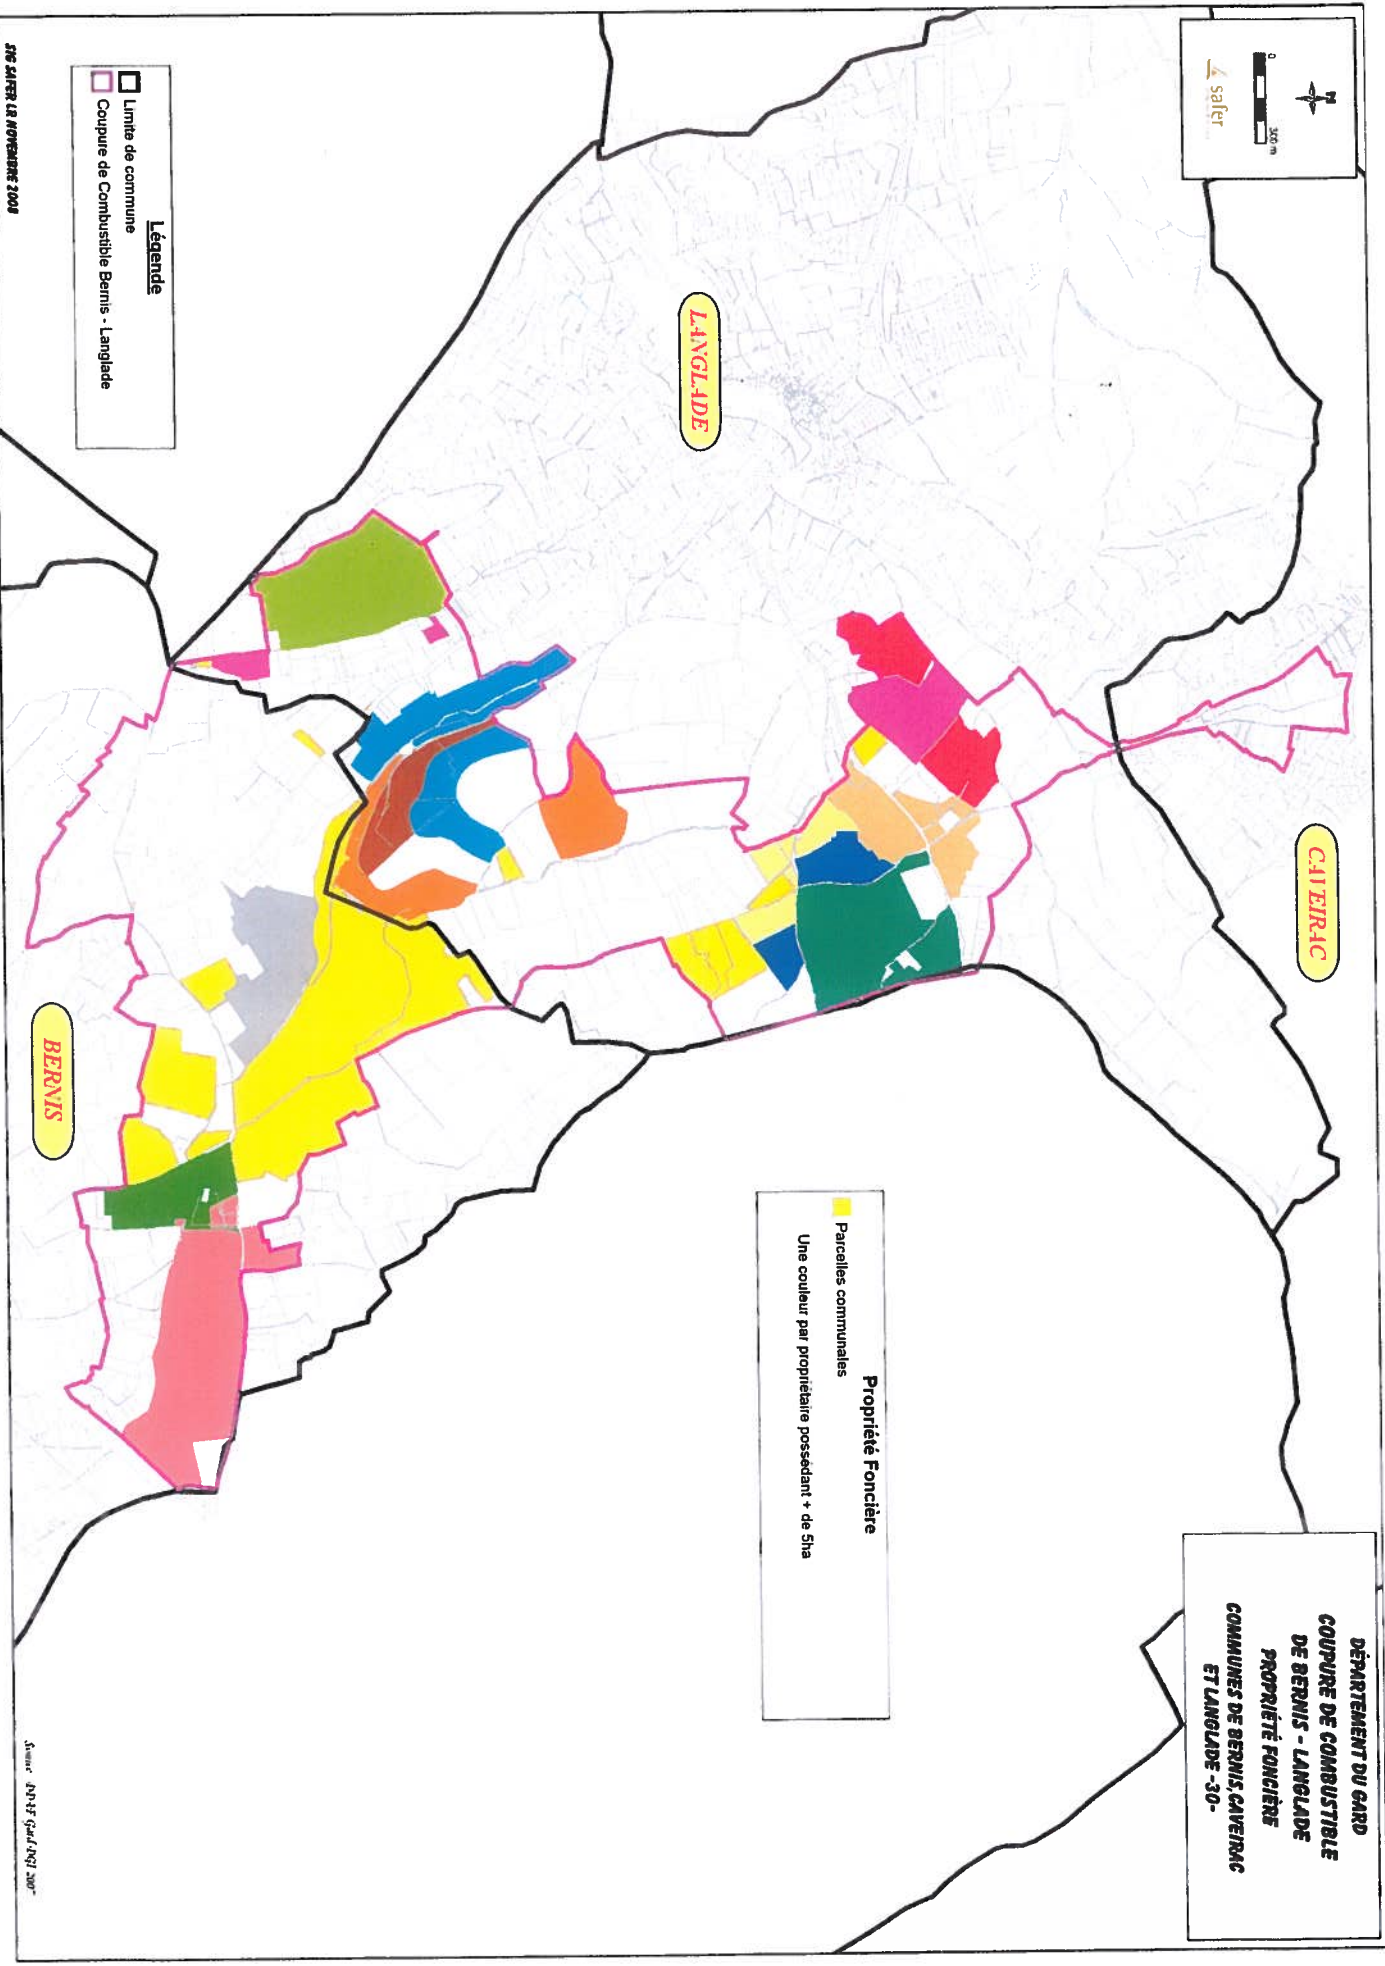 N
0
300 m
safer
DÉPARTEMENT DU GARD
COUPURE DE COMBUSTIBLE
DE BERNIS - LANGLADE
PROPRIÉTÉ FONCIÈRE
COMMUNES DE BERNIS,CAVEIRAC
ET LANGLADE -30-
CAVEIRAC
LANGLADE
BERNIS
Propriété Foncière
Parcelles communales
Une couleur par propriétaire possédant + de 5ha
Légende
Limite de commune
Coupure de Combustible Bernis - Langlade
SIG SAFER LR NOVEMBRE 2008